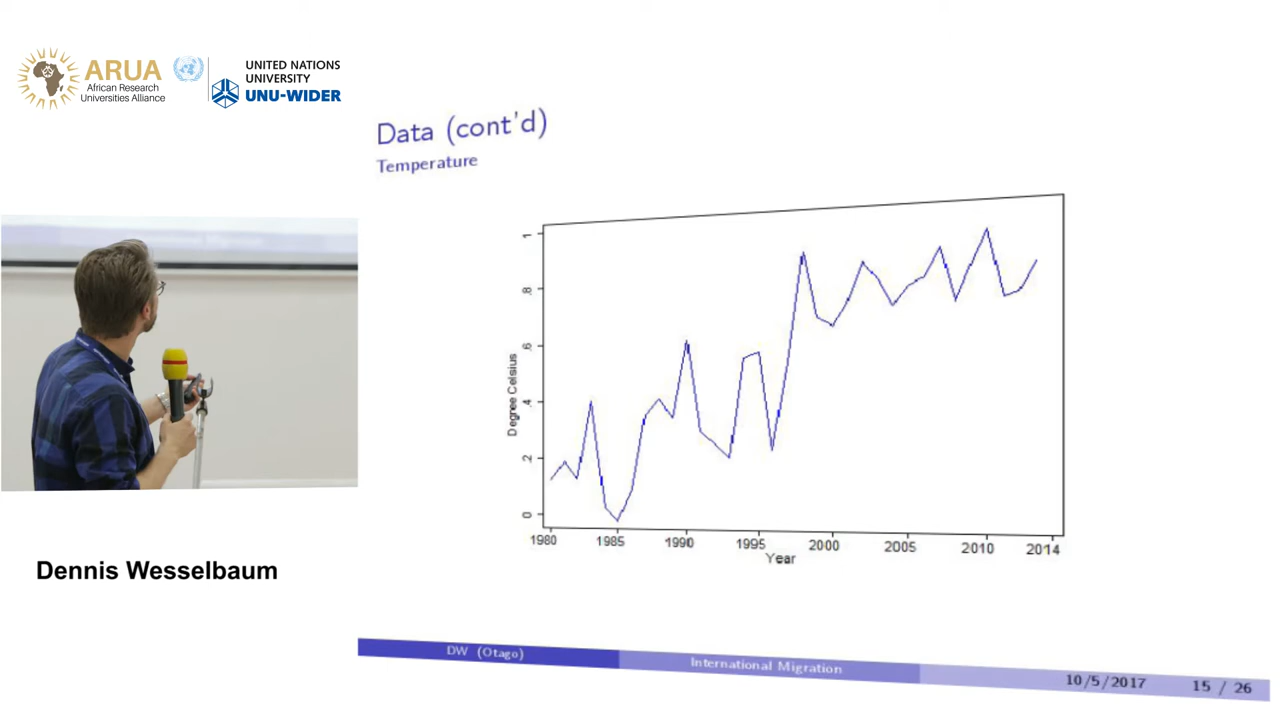 ARUA
African Research
Universities Alliance
UNITED NATIONS
UNIVERSITY
UNU-WIDER
Data (cont'd)
Temperature
Degree Celsius
1
.8
.6
.4
.2
0
1980 1985 1990 1995 2000 2005 2010 2014
Year
Dennis Wesselbaum
DW (Otago) International Migration 10/5/2017 15 / 26